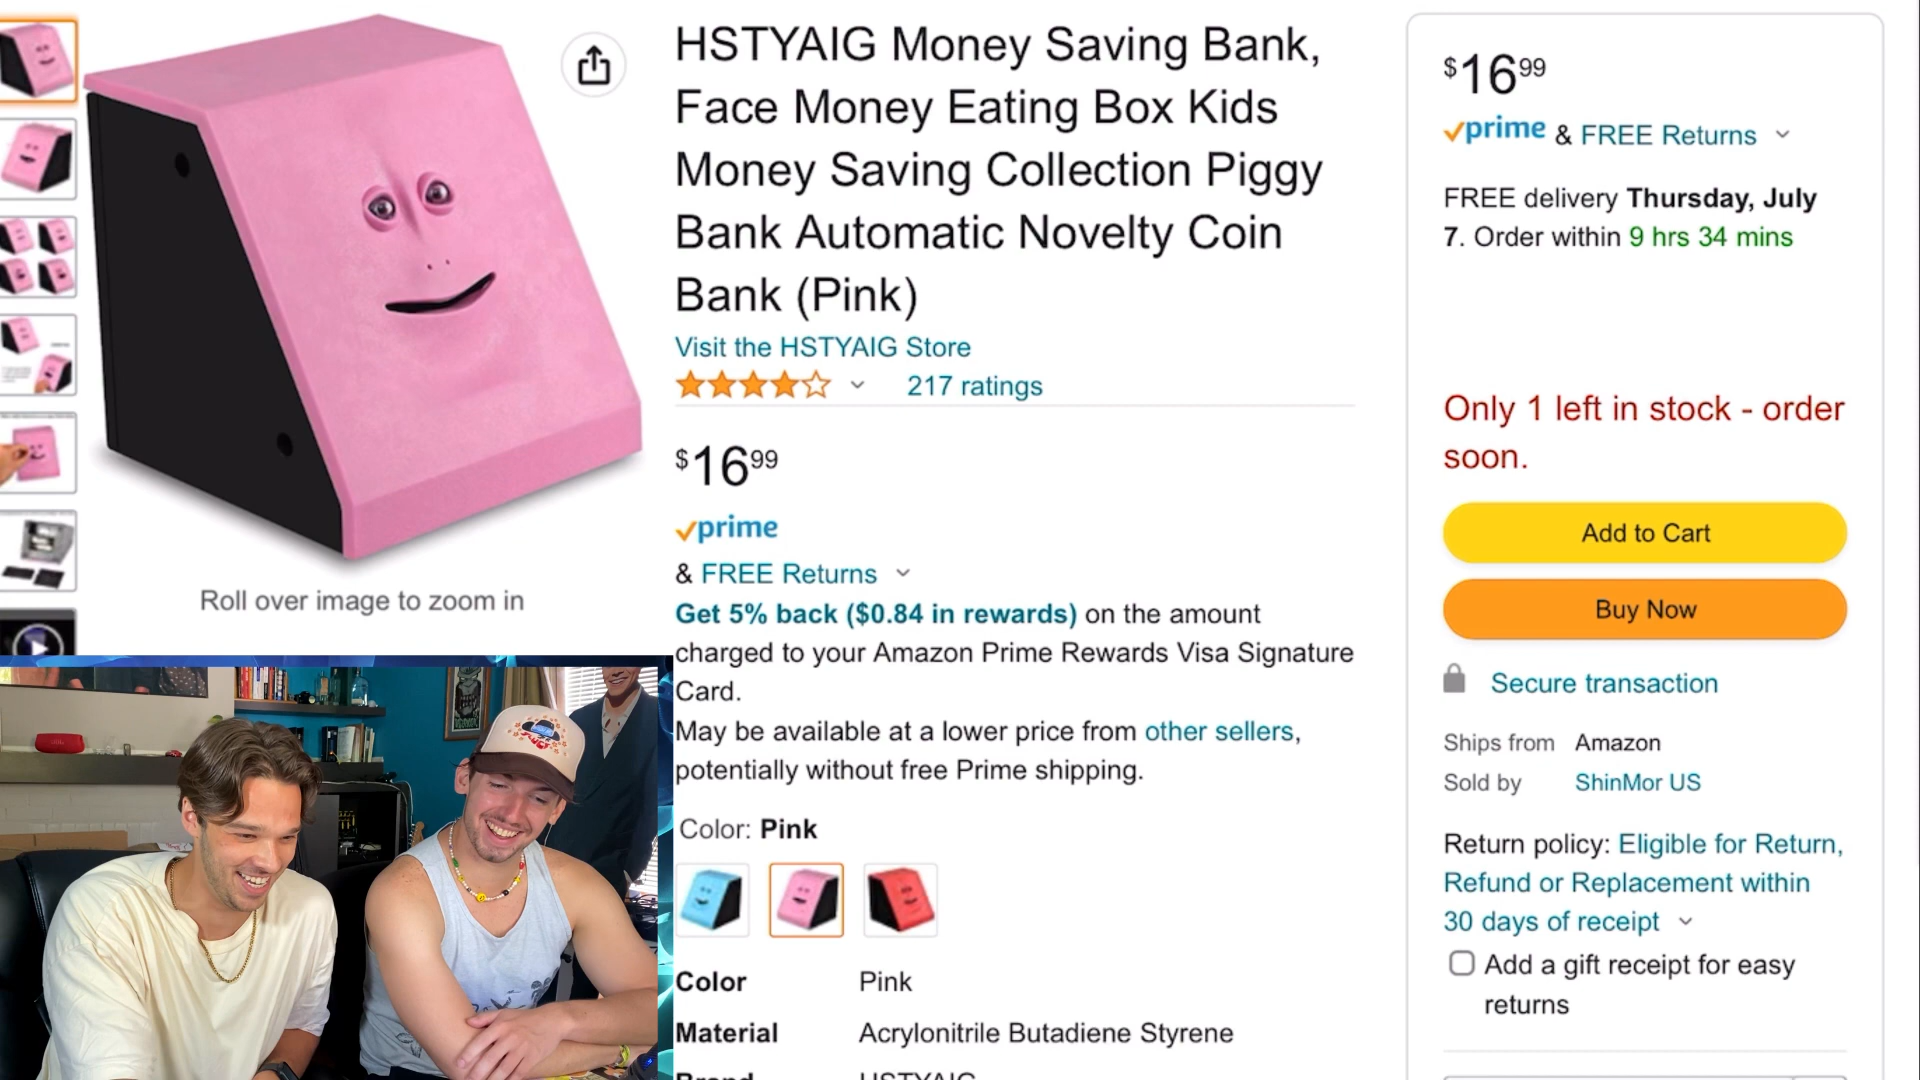 HSTYAIG Money Saving Bank,
Face Money Eating Box Kids
Money Saving Collection Piggy
Bank Automatic Novelty Coin
Bank (Pink)
Visit the HSTYAIG Store
217 ratings
$16.99
prime
& FREE Returns
Get 5% back ($0.84 in rewards) on the amount
charged to your Amazon Prime Rewards Visa Signature
Card.
May be available at a lower price from other sellers,
potentially without free Prime shipping.
Color: Pink
Color Pink
Material Acrylonitrile Butadiene Styrene
Brand HSTYAIG
Roll over image to zoom in
$16.99
prime & FREE Returns
FREE delivery Thursday, July
7. Order within 9 hrs 34 mins
Only 1 left in stock - order
soon.
Add to Cart
Buy Now
Secure transaction
Ships from Amazon
Sold by ShinMor US
Return policy: Eligible for Return,
Refund or Replacement within
30 days of receipt
Add a gift receipt for easy
returns